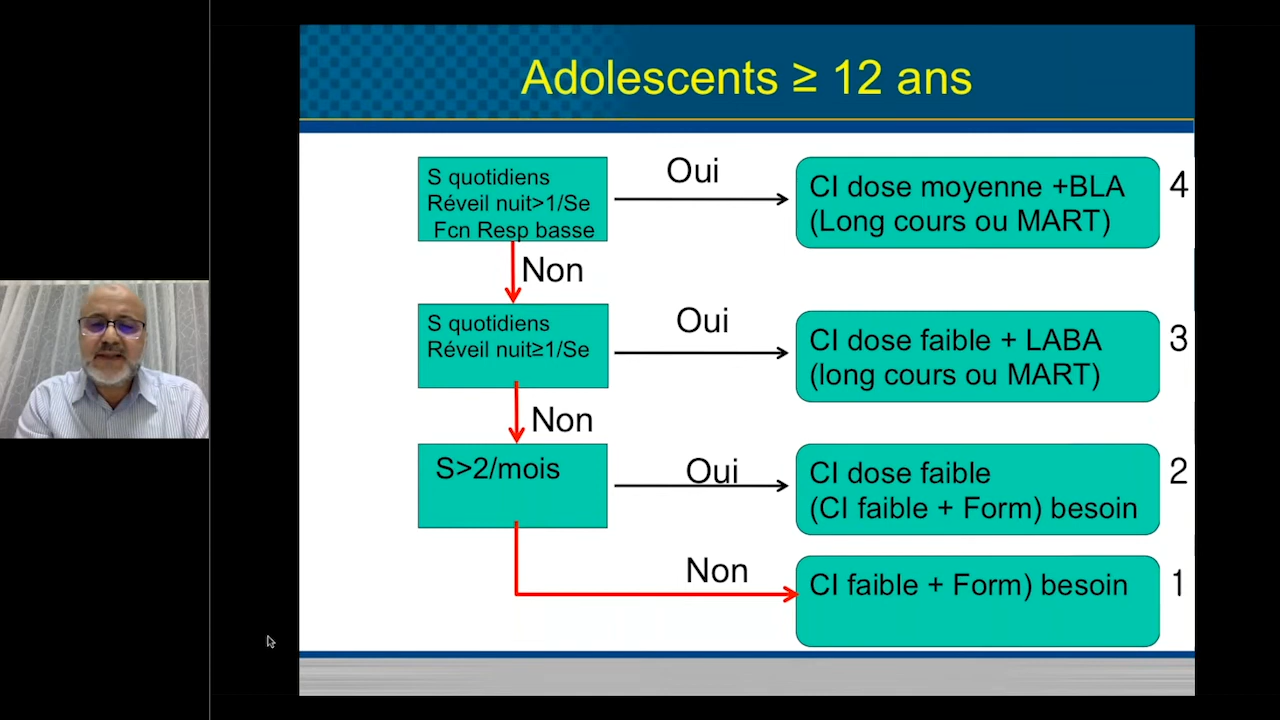 Adolescents ≥ 12 ans
S quotidiens
Réveil nuit>1/Se
Fcn Resp basse
Oui
CI dose moyenne +BLA
(Long cours ou MART)
4
Non
S quotidiens
Réveil nuit≥1/Se
Oui
CI dose faible + LABA
(long cours ou MART)
3
Non
S>2/mois
Oui
CI dose faible
(CI faible + Form) besoin
2
Non
CI faible + Form) besoin
1